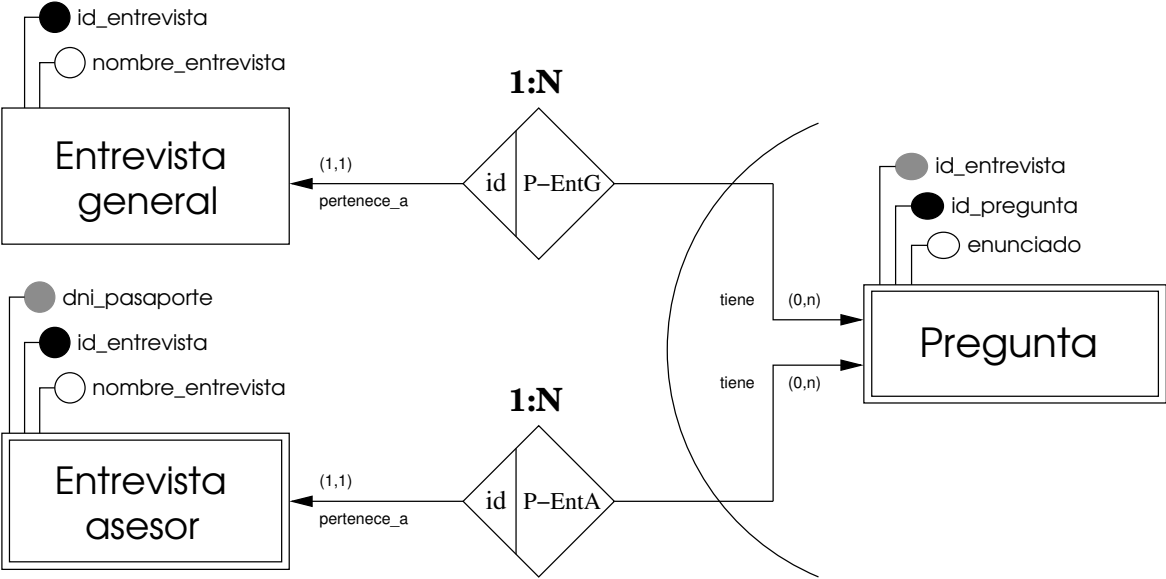 id_entrevista
nombre_entrevista
Entrevista
general
(1,1)
pertenece_a
1:N
id
P−EntG
tiene
(0,n)
id_entrevista
id_pregunta
enunciado
Pregunta
dni_pasaporte
id_entrevista
nombre_entrevista
Entrevista
asesor
(1,1)
pertenece_a
1:N
id
P−EntA
tiene
(0,n)